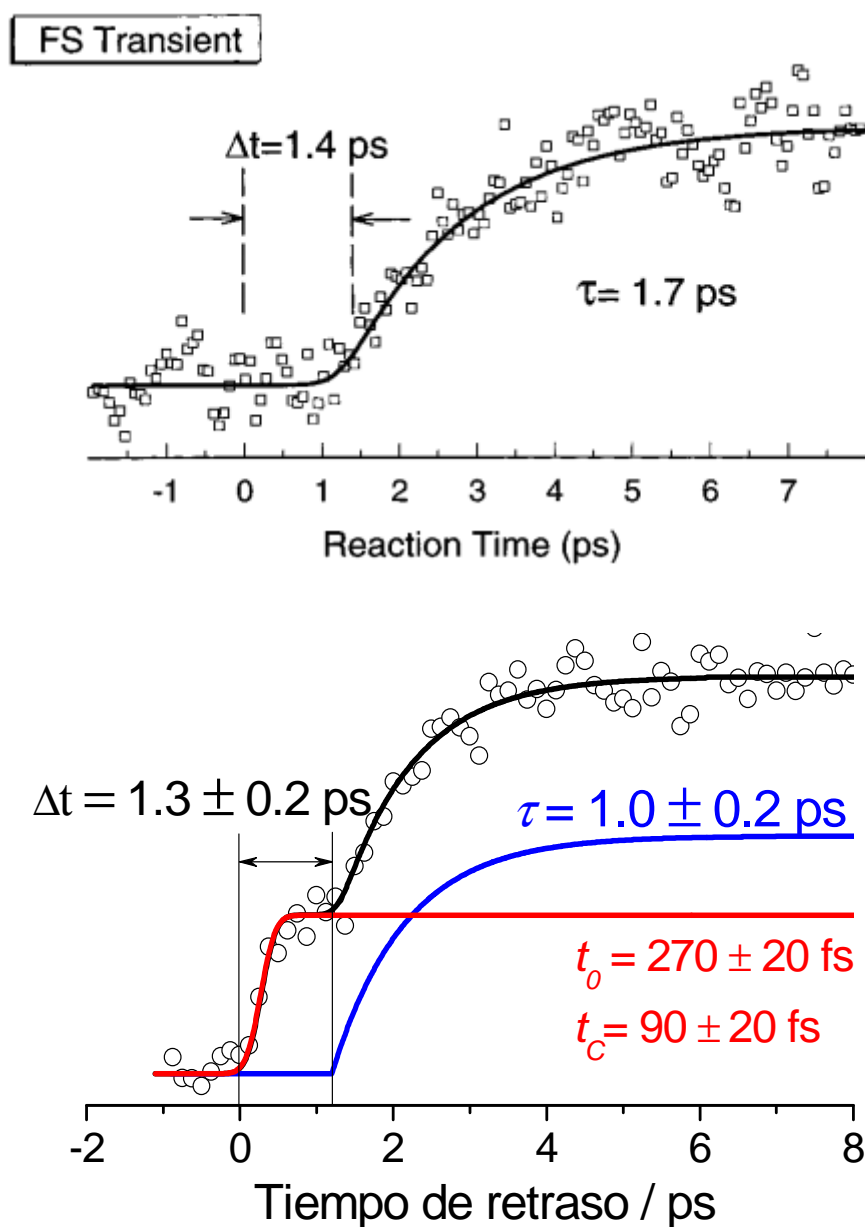 FS Transient
Δt=1.4 ps
τ= 1.7 ps
-1 0 1 2 3 4 5 6 7
Reaction Time (ps)
Δt = 1.3 ± 0.2 ps
τ = 1.0 ± 0.2 ps
t0 = 270 ± 20 fs
tC= 90 ± 20 fs
-2 0 2 4 6 8
Tiempo de retraso / ps